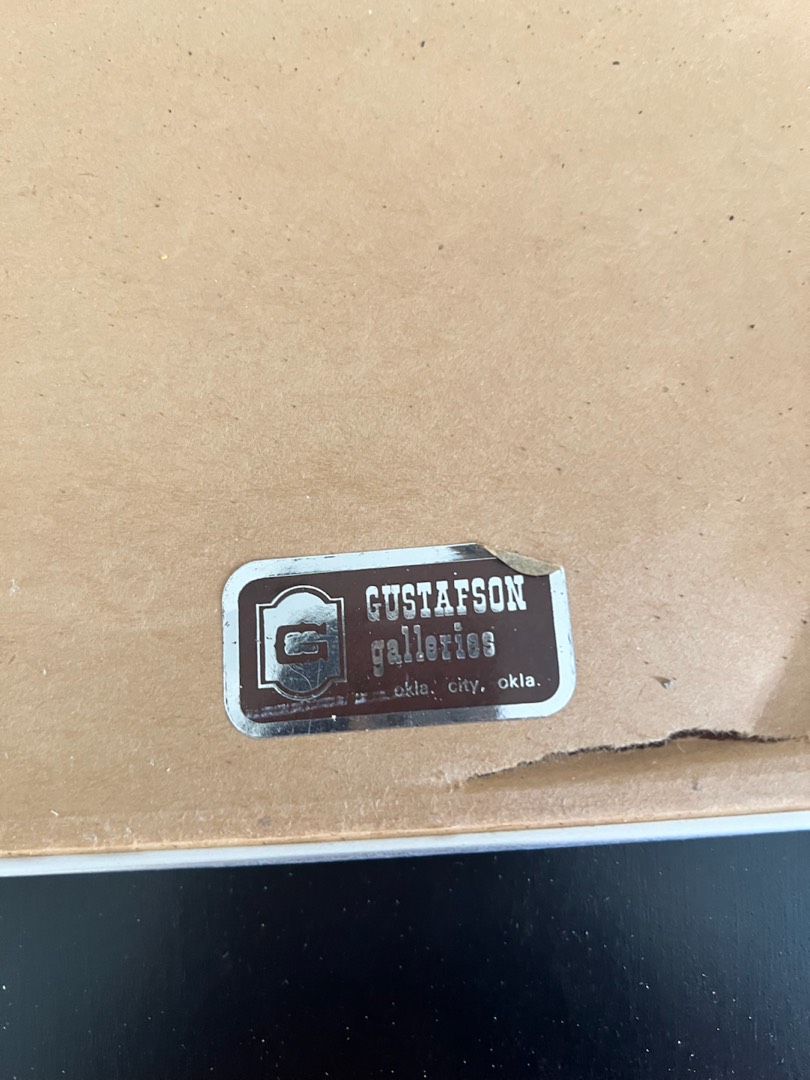 G
GUSTAFSON
galleries
okla. city, okla.